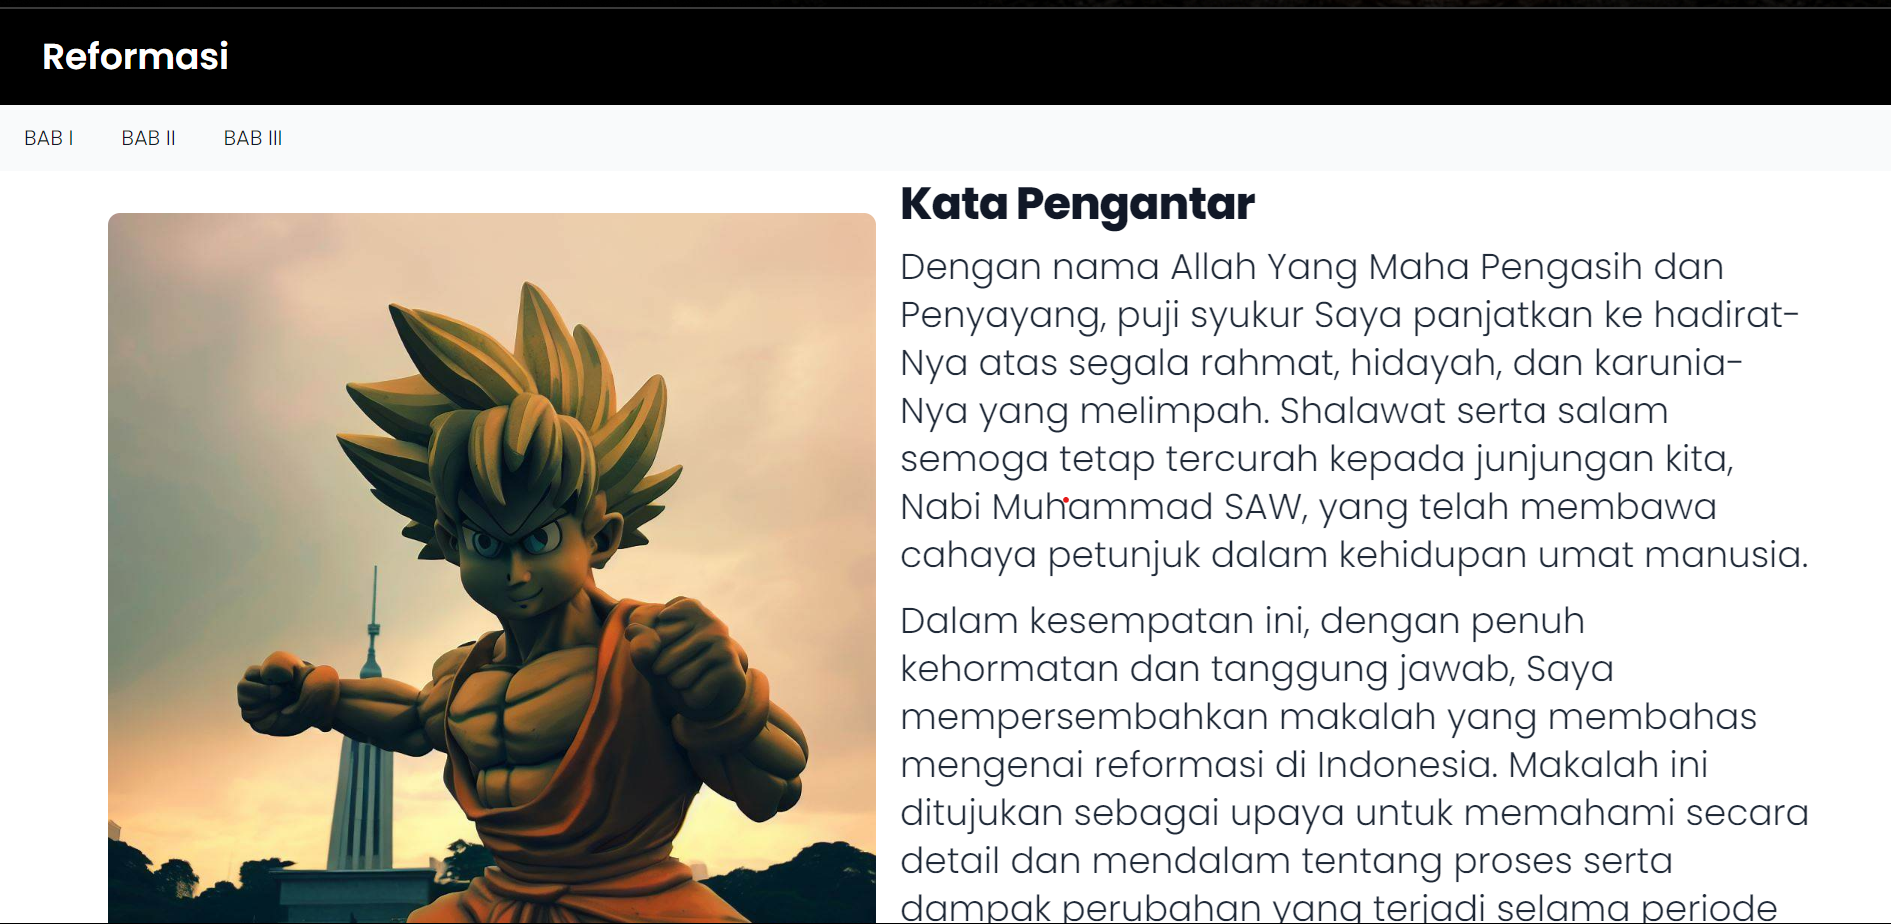 Reformasi
BAB I BAB II BAB III
Kata Pengantar
Dengan nama Allah Yang Maha Pengasih dan
Penyayang, puji syukur Saya panjatkan ke hadirat-
Nya atas segala rahmat, hidayah, dan karunia-
Nya yang melimpah. Shalawat serta salam
semoga tetap tercurah kepada junjungan kita,
Nabi Muhammad SAW, yang telah membawa
cahaya petunjuk dalam kehidupan umat manusia.
Dalam kesempatan ini, dengan penuh
kehormatan dan tanggung jawab, Saya
mempersembahkan makalah yang membahas
mengenai reformasi di Indonesia. Makalah ini
ditujukan sebagai upaya untuk memahami secara
detail dan mendalam tentang proses serta
dampak perubahan yang terjadi selama periode